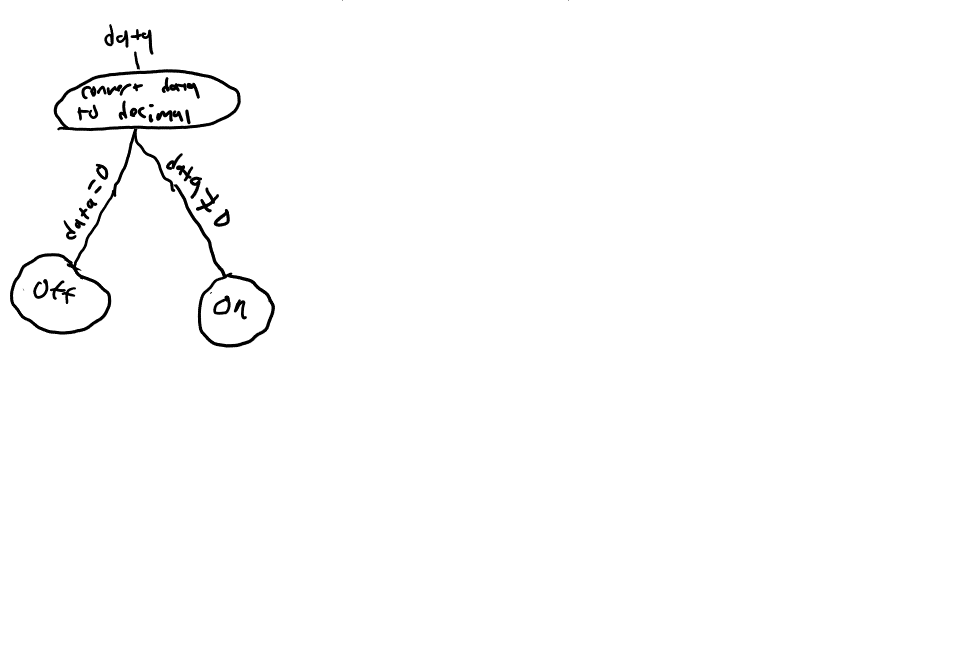 data
convert data
to decimal
data=0
data≠0
Off
On